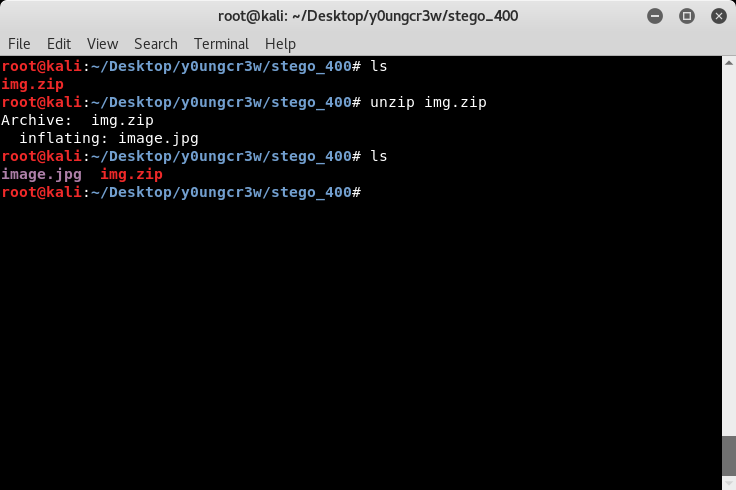 root@kali: ~/Desktop/y0ungcr3w/stego_400
File Edit View Search Terminal Help
root@kali:~/Desktop/y0ungcr3w/stego_400# ls
img.zip
root@kali:~/Desktop/y0ungcr3w/stego_400# unzip img.zip
Archive:  img.zip
  inflating: image.jpg
root@kali:~/Desktop/y0ungcr3w/stego_400# ls
image.jpg  img.zip
root@kali:~/Desktop/y0ungcr3w/stego_400#